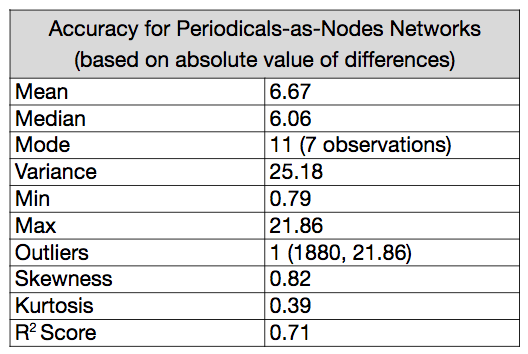 Accuracy for Periodicals-as-Nodes Networks
(based on absolute value of differences)
Mean 6.67
Median 6.06
Mode 11 (7 observations)
Variance 25.18
Min 0.79
Max 21.86
Outliers 1 (1880, 21.86)
Skewness 0.82
Kurtosis 0.39
R² Score 0.71